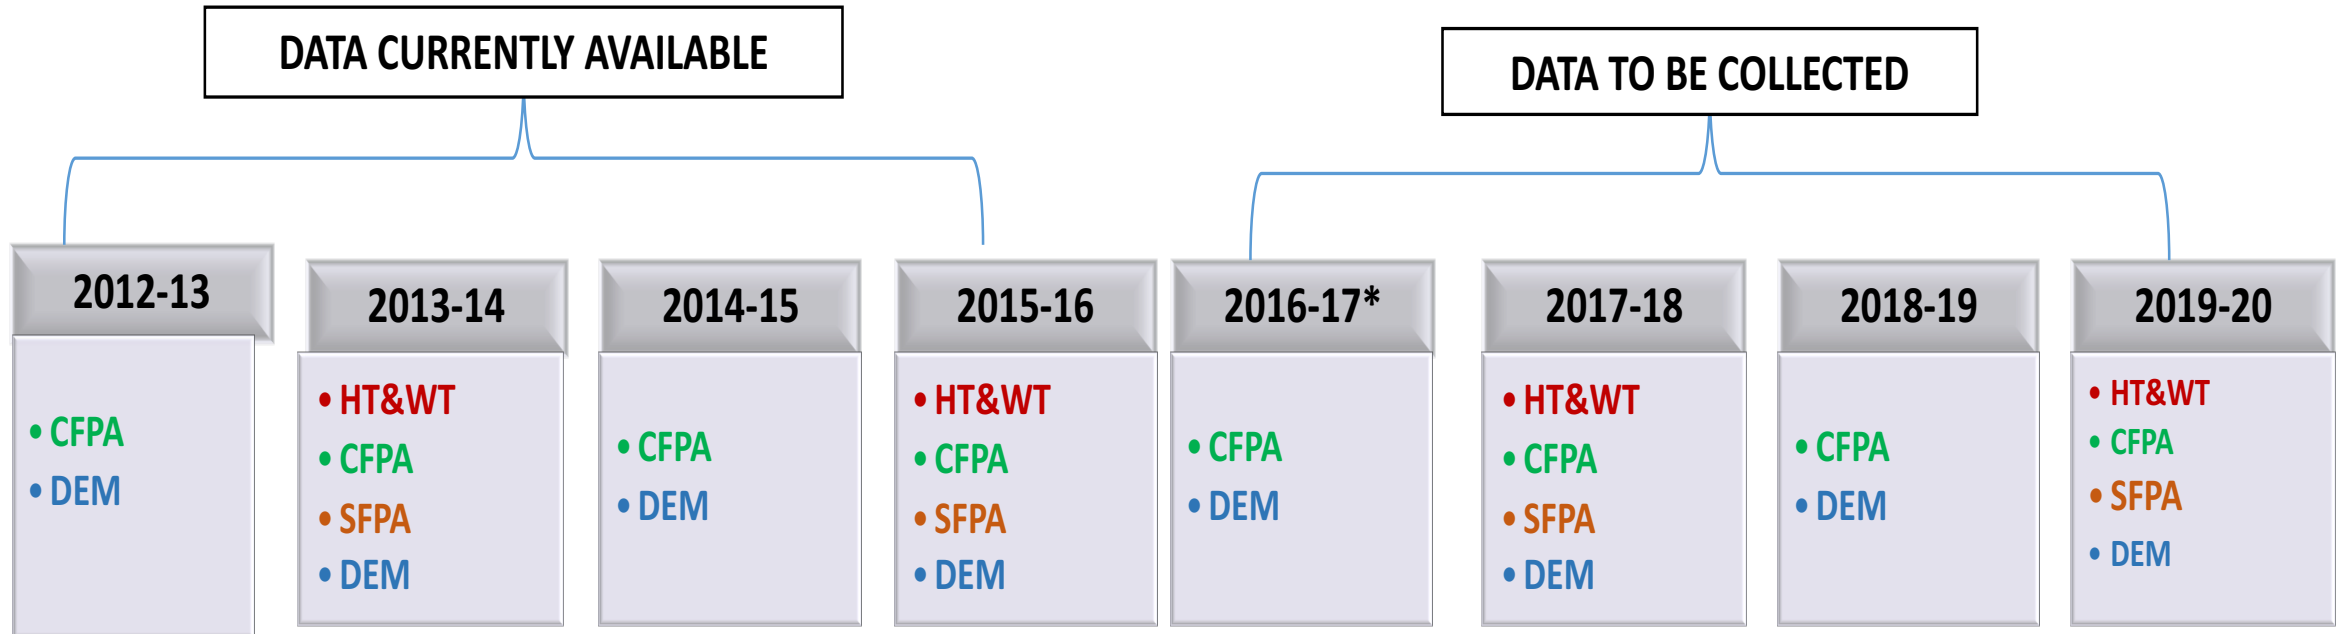 DATA CURRENTLY AVAILABLE
DATA TO BE COLLECTED
2012-13
• CFPA
• DEM
2013-14
• HT&WT
• CFPA
• SFPA
• DEM
2014-15
• CFPA
• DEM
2015-16
• HT&WT
• CFPA
• SFPA
• DEM
2016-17*
• CFPA
• DEM
2017-18
• HT&WT
• CFPA
• SFPA
• DEM
2018-19
• CFPA
• DEM
2019-20
• HT&WT
• CFPA
• SFPA
• DEM